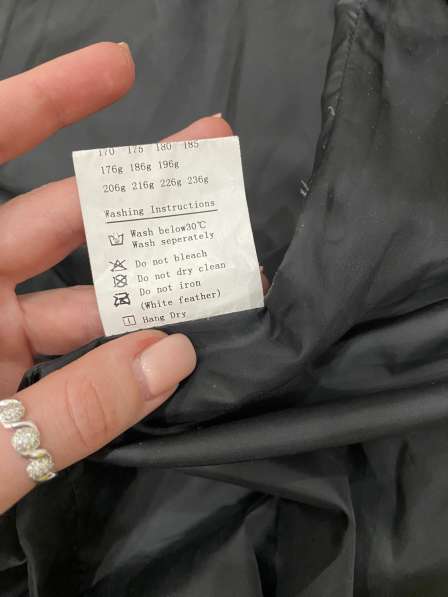 170 175 180 185
176g 186g 196g
206g 216g 226g 236g
Washing Instructions
Wash below30℃
Wash seperately
Do not bleach
Do not dry clean
Do not iron
(White feather)
Hang Dry